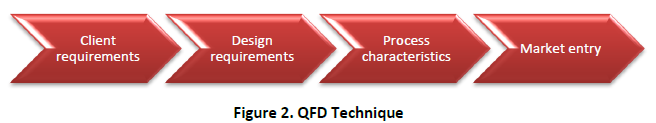 Client
requirements
Design
requirements
Process
characteristics
Market entry
Figure 2. QFD Technique